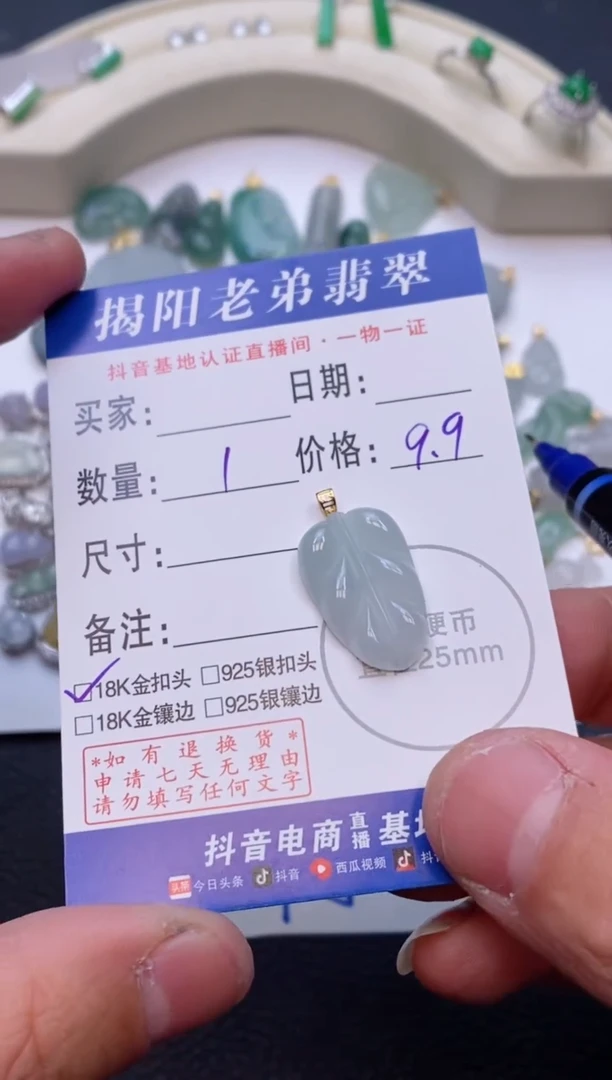 揭阳老弟翡翠
抖音基地认证直播间·一物一证
买家: 日期:
数量: 1 价格: 9.9
尺寸:
备注:
硬币
25mm
☑18K金扣头 □925银扣头
□18K金镶边 □925银镶边
*如有退换货*
申请七天无理由
请勿填写任何文字
抖音电商直播基
头条 今日头条 抖音 西瓜视频 抖